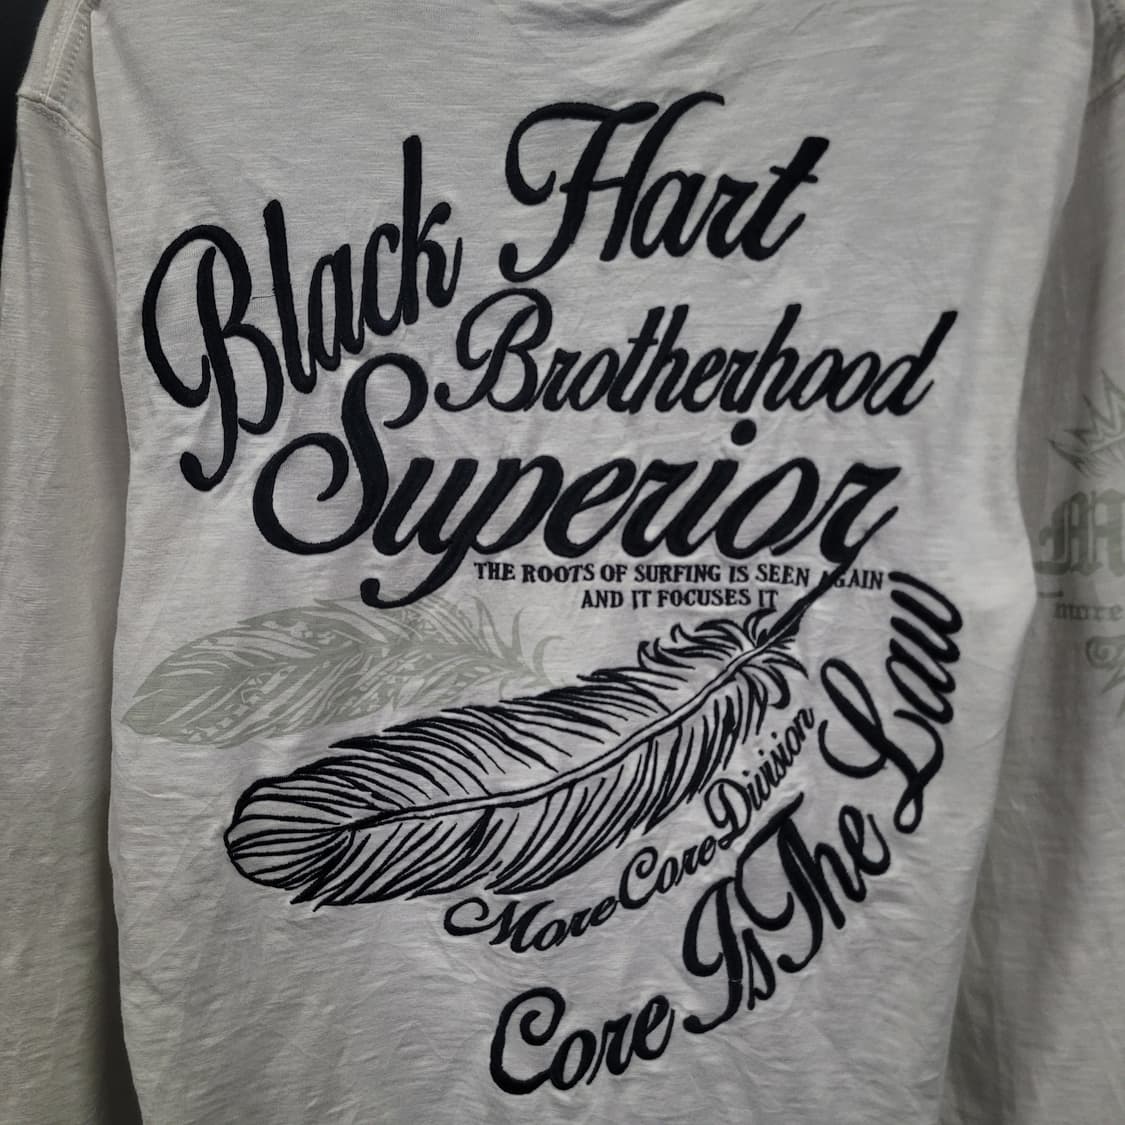 Black Hart
Brotherhood
Superior
THE ROOTS OF SURFING IS SEEN AGAIN
AND IT FOCUSES IT
More Core Division
Core Is The Law
more